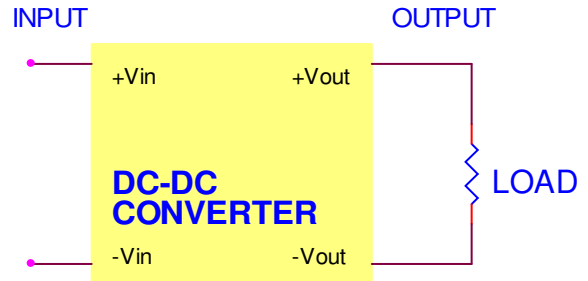 INPUT
OUTPUT
+Vin
+Vout
DC-DC
CONVERTER
LOAD
-Vin
-Vout